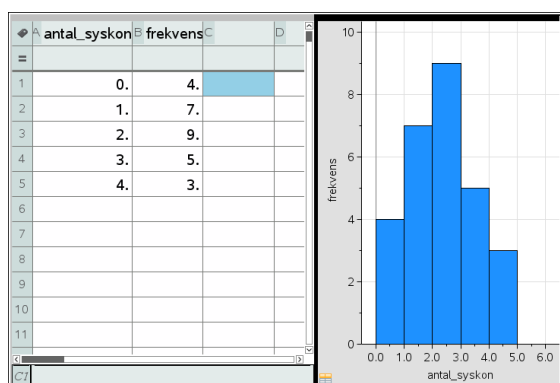 A antal_syskon B frekvens C D
=
1 0. 4.
2 1. 7.
3 2. 9.
4 3. 5.
5 4. 3.
6
7
8
9
10
11
C1
10
8
6
4
2
0
frekvens
0.0 1.0 2.0 3.0 4.0 5.0 6.0
antal_syskon